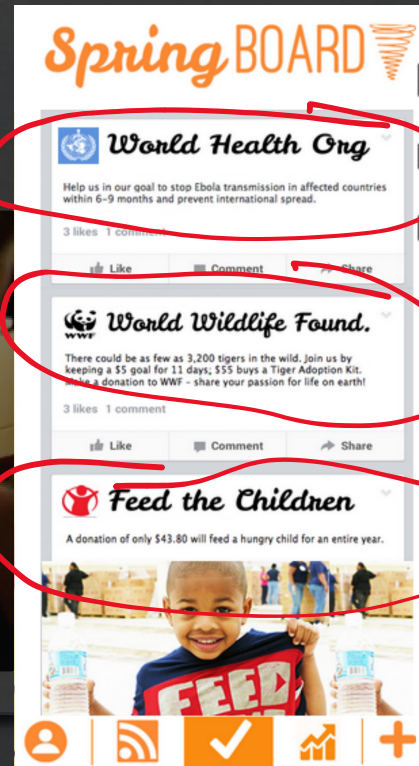 Spring BOARD
World Health Org
Help us in our goal to stop Ebola transmission in affected countries
within 6-9 months and prevent international spread.
3 likes 1 comment
Like Comment Share
World Wildlife Found.
WWF
There could be as few as 3,200 tigers in the wild. Join us by
keeping a $5 goal for 11 days; $55 buys a Tiger Adoption Kit.
Make a donation to WWF – share your passion for life on earth!
3 likes 1 comment
Like Comment Share
Feed the Children
A donation of only $43.80 will feed a hungry child for an entire year.
FEED